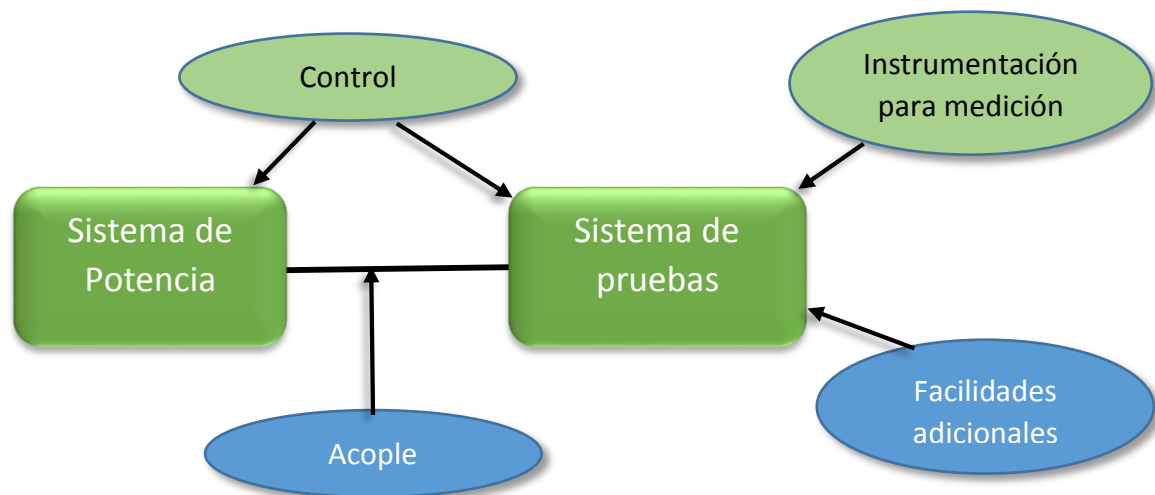 Control
Instrumentación
para medición
Sistema de
Potencia
Sistema de
pruebas
Acople
Facilidades
adicionales